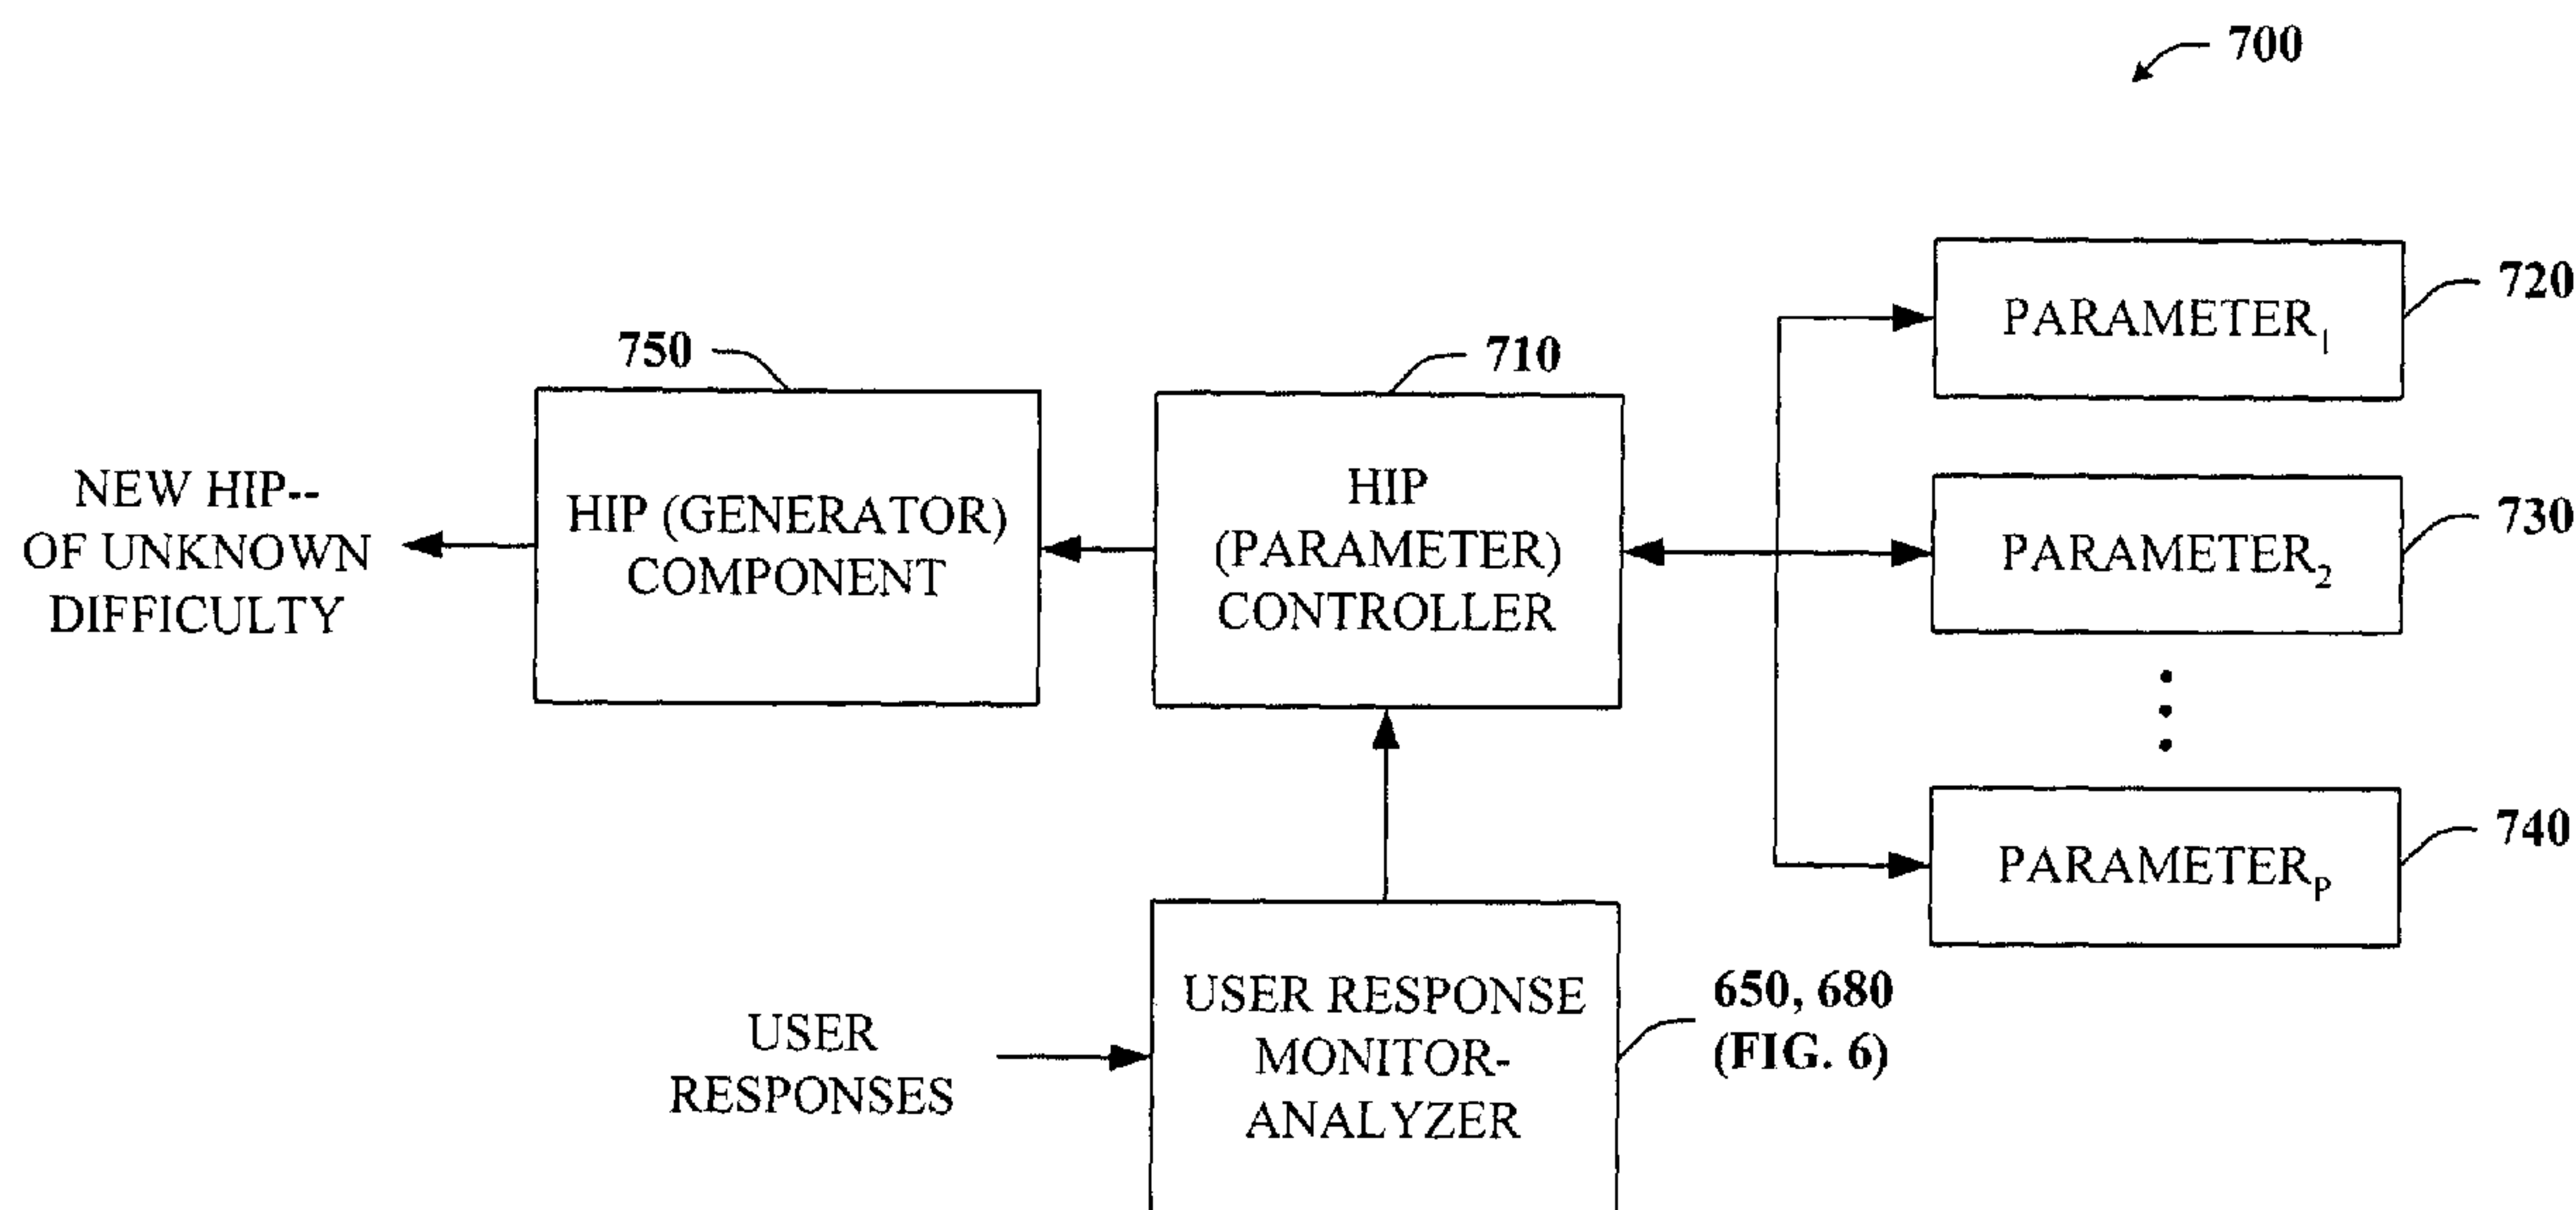 700
PARAMETER1
720
750
710
NEW HIP--
OF UNKNOWN
DIFFICULTY
HIP (GENERATOR)
COMPONENT
HIP
(PARAMETER)
CONTROLLER
PARAMETER2
730
PARAMETERP
740
USER
RESPONSES
USER RESPONSE
MONITOR-
ANALYZER
650, 680
(FIG. 6)